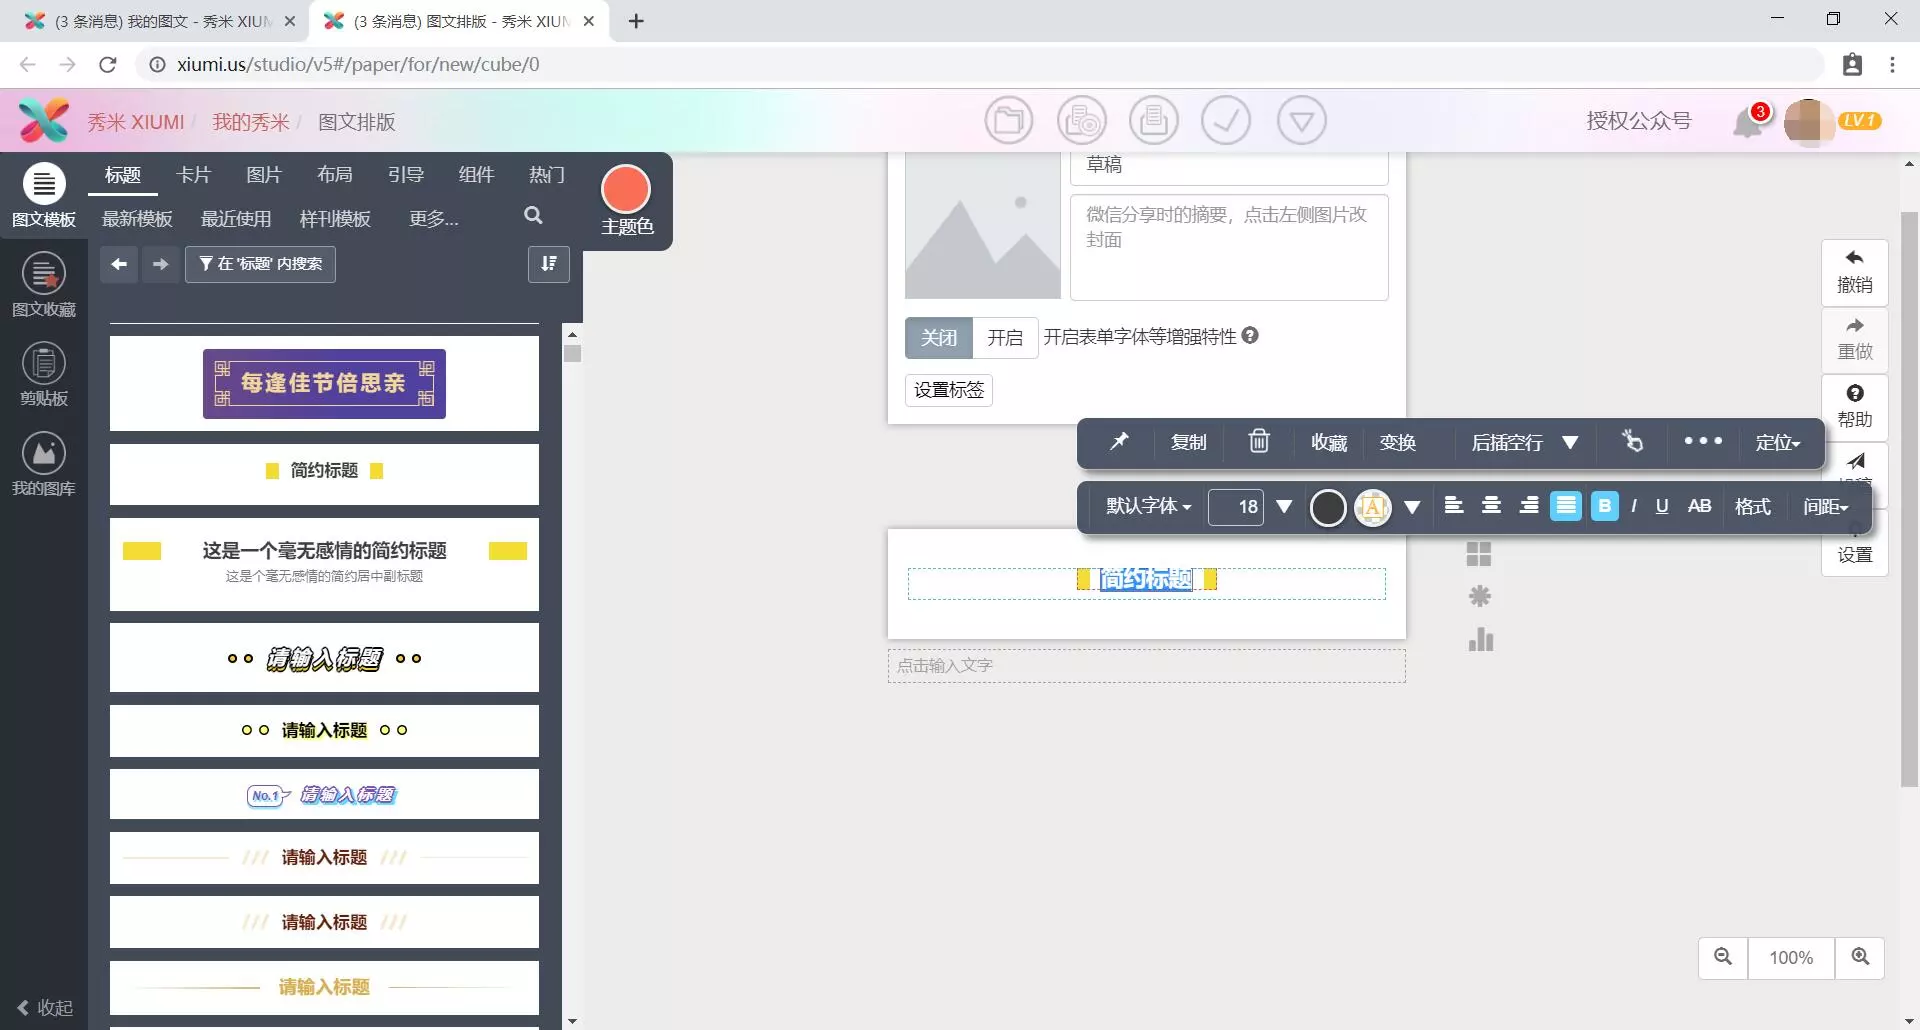 (3 条消息) 我的图文 - 秀米 XIUM
(3 条消息) 图文排版 - 秀米 XIUM
xiumi.us/studio/v5#/paper/for/new/cube/0
秀米 XIUMI / 我的秀米 / 图文排版
授权公众号
3
LV 1
图文模板
图文收藏
剪贴板
我的图库
收起
标题 卡片 图片 布局 引导 组件 热门
最新模板 最近使用 样刊模板 更多...
主题色
在 '标题' 内搜索
每逢佳节倍思亲
简约标题
这是一个毫无感情的简约标题
这是个毫无感情的简约居中副标题
请输入标题
请输入标题
No.1 请输入标题
请输入标题
请输入标题
请输入标题
草稿
微信分享时的摘要，点击左侧图片改
封面
关闭 开启 开启表单字体等增强特性
设置标签
复制 收藏 变换 后插空行 定位
默认字体 18 A B I U AB 格式 间距
简约标题
点击输入文字
撤销
重做
帮助
设置
100%